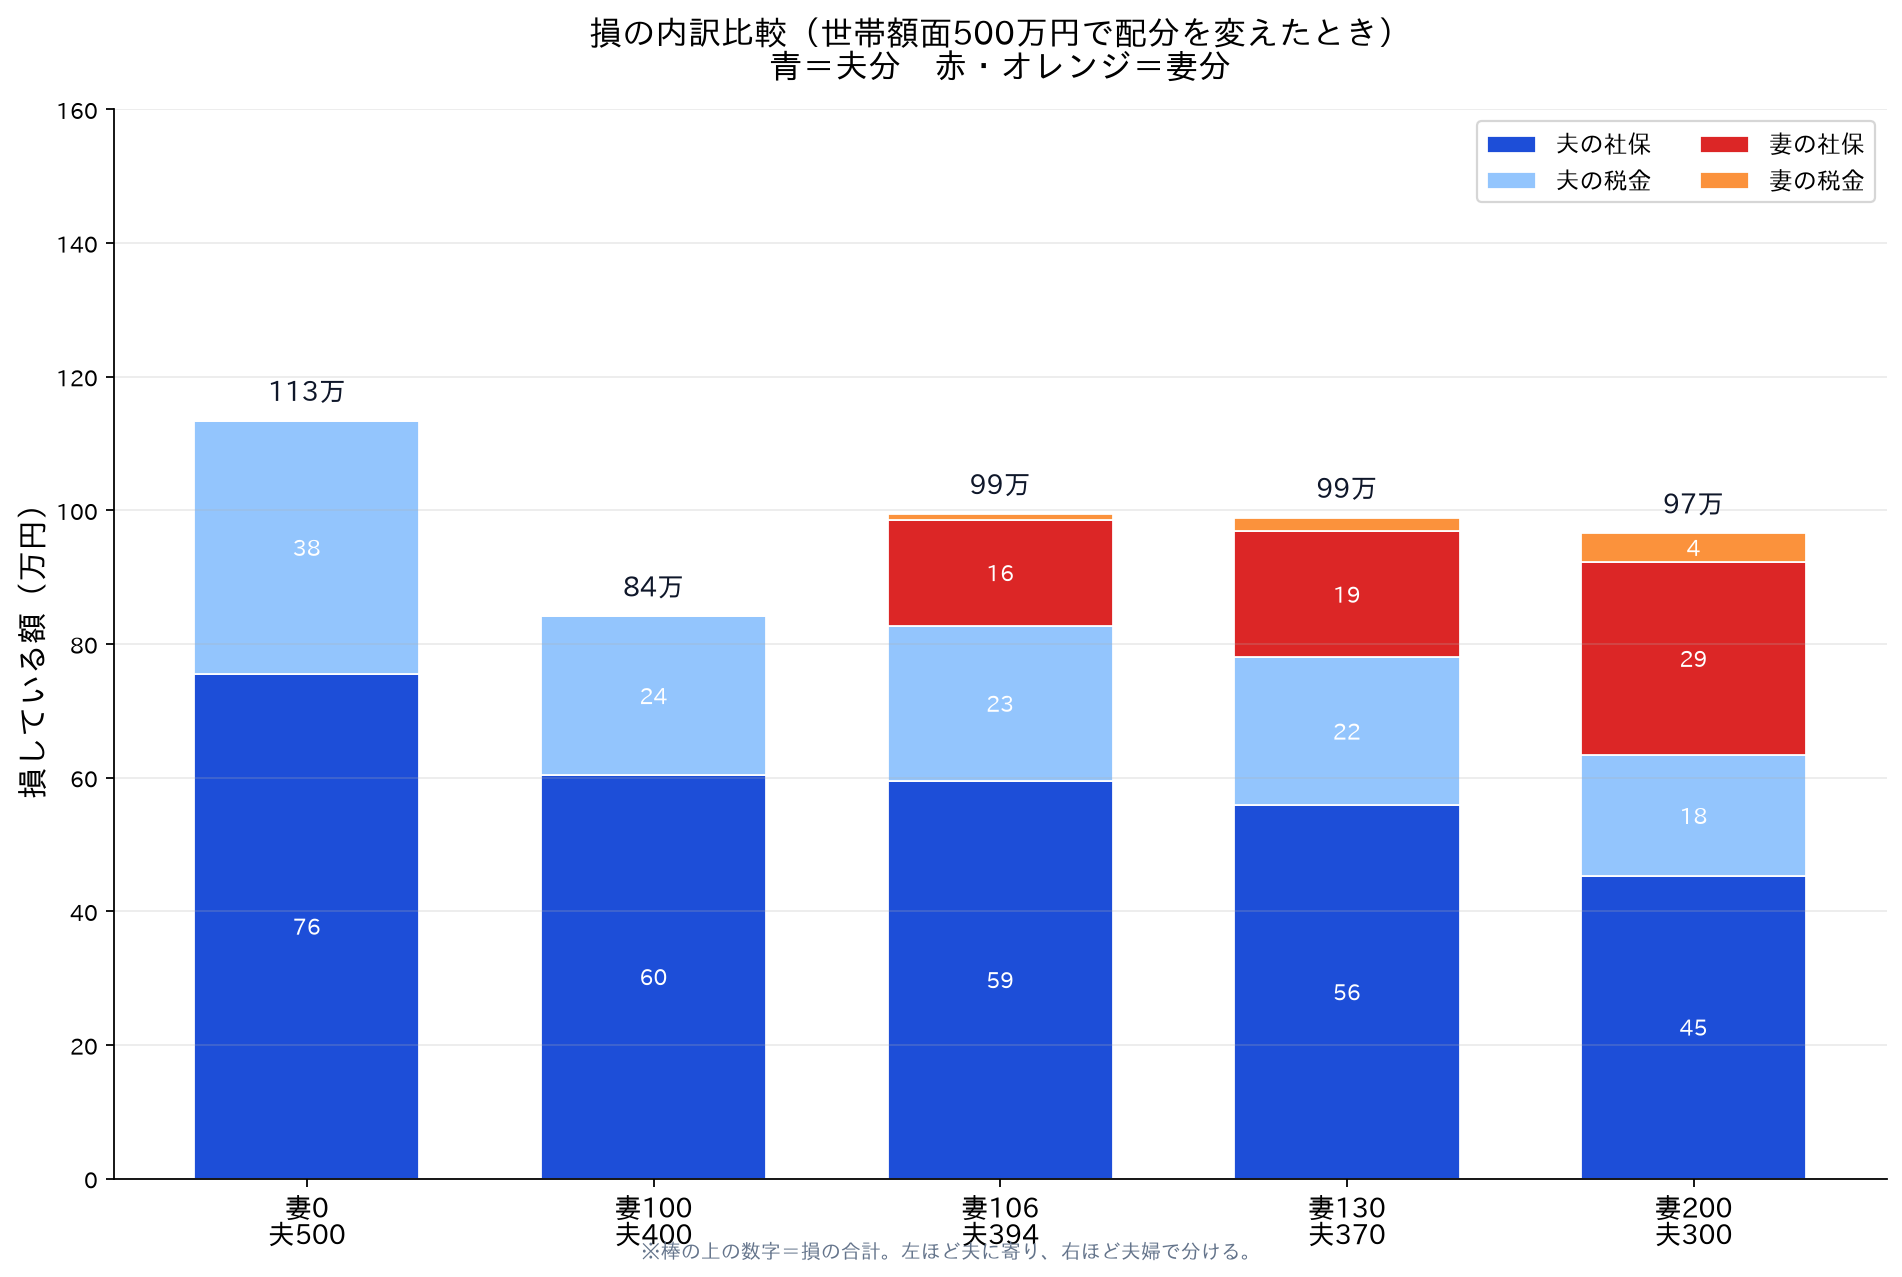 損の内訳比較（世帯額面500万円で配分を変えたとき）
青＝夫分　赤・オレンジ＝妻分
損している額（万円）
160
140
120
100
80
60
40
20
0
夫の社保
夫の税金
妻の社保
妻の税金
113万
38
76
84万
24
60
99万
16
23
59
99万
19
22
56
97万
4
29
18
45
妻0
夫500
妻100
夫400
妻106
夫394
妻130
夫370
妻200
夫300
※棒の上の数字＝損の合計。左ほど夫に寄り、右ほど夫婦で分ける。